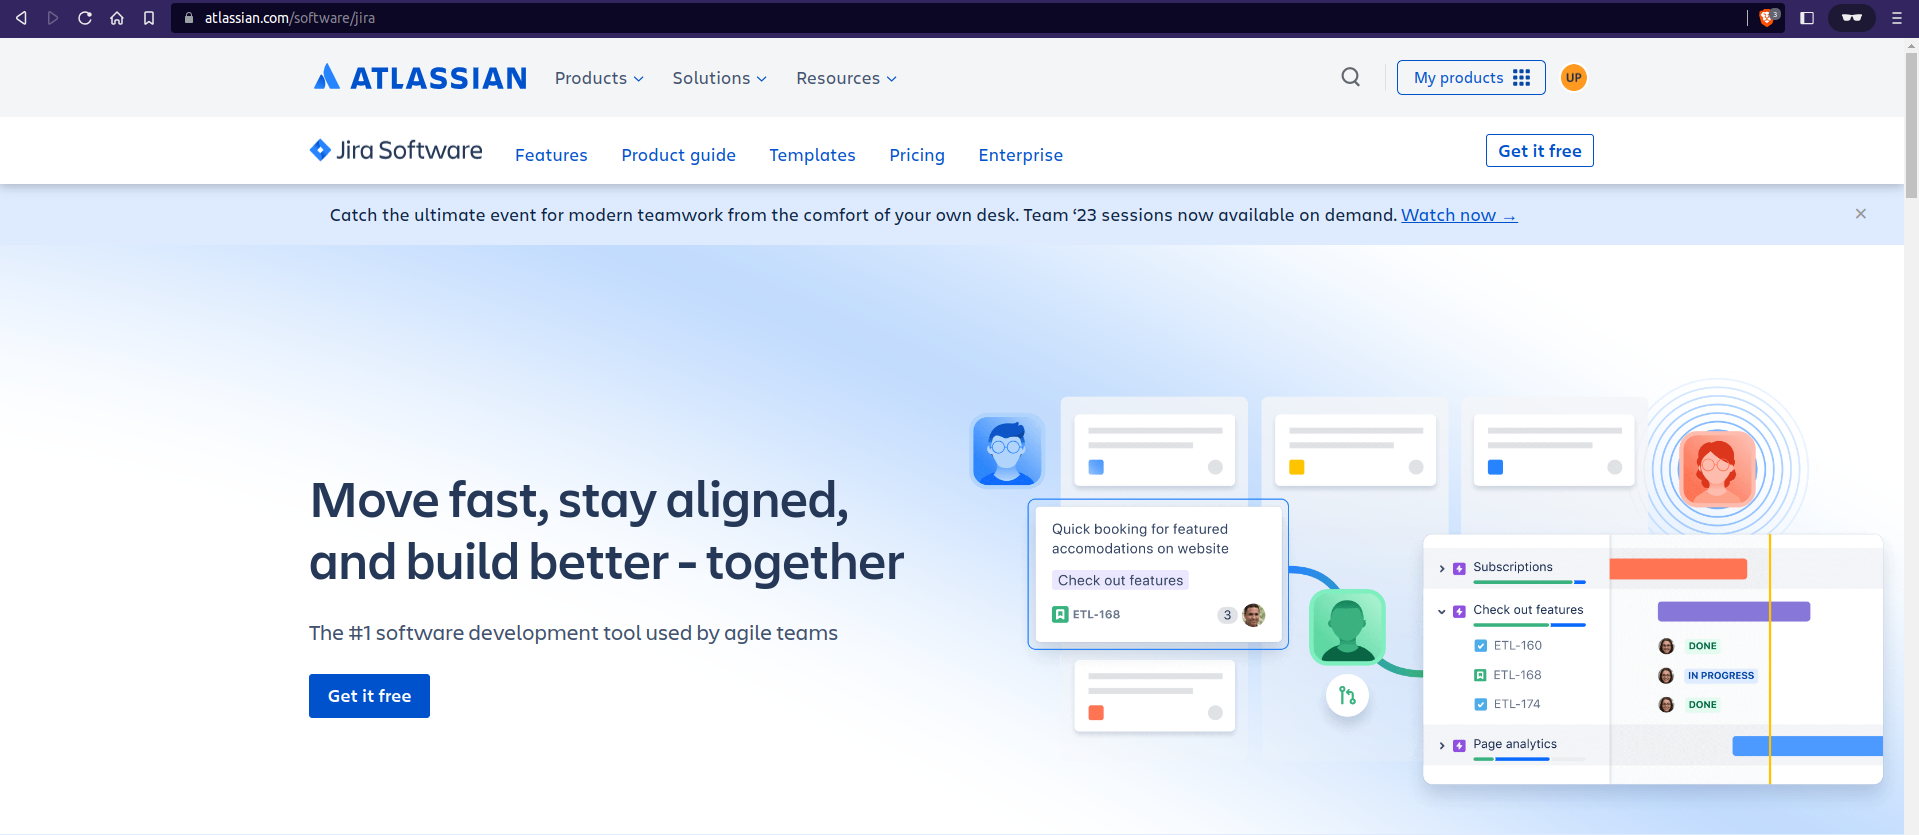 atlassian.com/software/jira
3
ATLASSIAN
Products
Solutions
Resources
My products
UP
Jira Software
Features
Product guide
Templates
Pricing
Enterprise
Get it free
Catch the ultimate event for modern teamwork from the comfort of your own desk. Team ‘23 sessions now available on demand. Watch now →
Move fast, stay aligned,
and build better - together
The #1 software development tool used by agile teams
Get it free
Quick booking for featured
accomodations on website
Check out features
ETL-168
3
Subscriptions
Check out features
ETL-160
DONE
ETL-168
IN PROGRESS
ETL-174
DONE
Page analytics